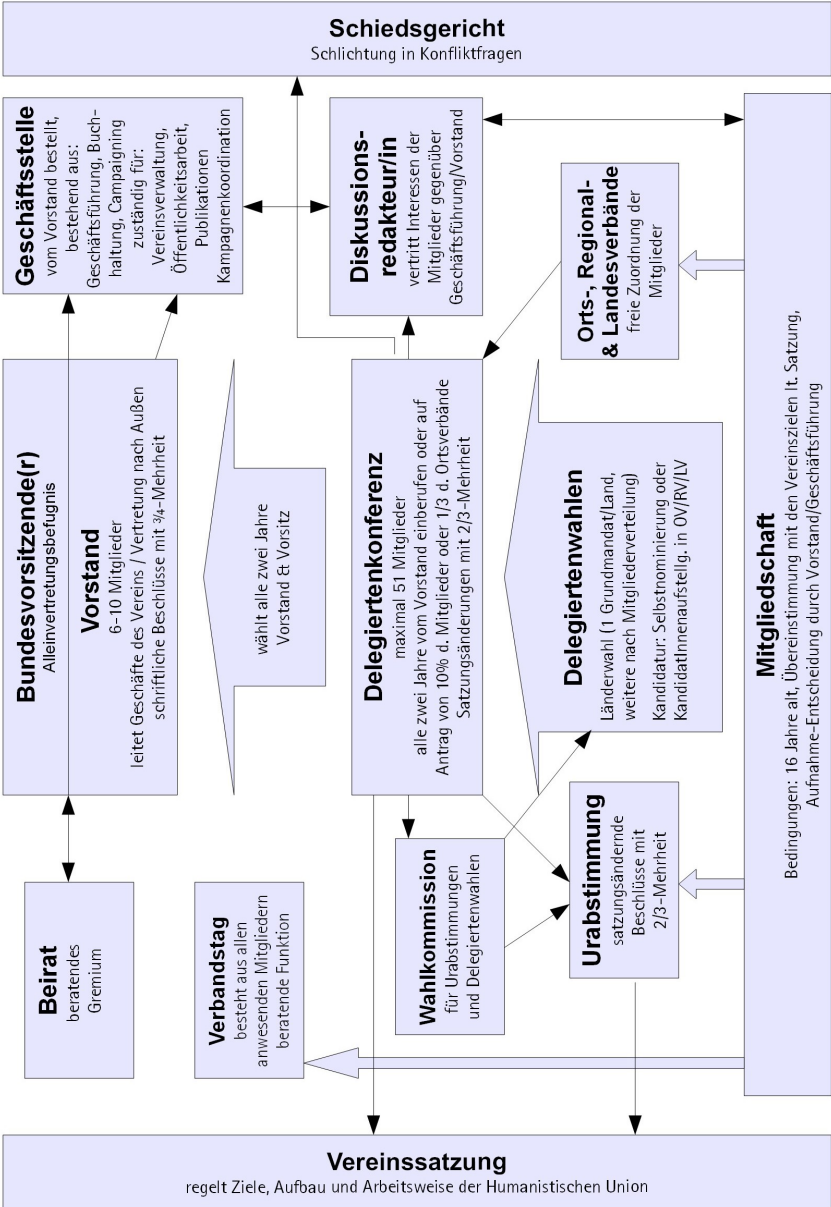 Schiedsgericht
Schlichtung in Konfliktfragen
Bundesvorsitzende(r)
Alleinvertretungsbefugnis
Vorstand
6-10 Mitglieder
leitet Geschäfte des Vereins / Vertretung nach Außen
schriftliche Beschlüsse mit ¾-Mehrheit
Geschäftsstelle
vom Vorstand bestellt,
bestehend aus:
Geschäftsführung, Buch-
haltung, Campaigning
zuständig für:
Vereinsverwaltung,
Öffentlichkeitsarbeit,
Publikationen
Kampagnenkoordination
Beirat
beratendes
Gremium
wählt alle zwei Jahre
Vorstand & Vorsitz
Verbandstag
besteht aus allen
anwesenden Mitgliedern
beratende Funktion
Diskussions-
redakteur/in
vertritt Interessen der
Mitglieder gegenüber
Geschäftsführung/Vorstand
Delegiertenkonferenz
maximal 51 Mitglieder
alle zwei Jahre vom Vorstand einberufen oder auf
Antrag von 10% d. Mitglieder oder 1/3 d. Ortsverbände
Satzungsänderungen mit 2/3-Mehrheit
Wahlkommission
für Urabstimmungen
und Delegiertenwahlen
Delegiertenwahlen
Länderwahl (1 Grundmandat/Land,
weitere nach Mitgliederverteilung)
Kandidatur: Selbstnominierung oder
KandidatInnenaufstellg. in OV/RV/LV
Orts-, Regional-
& Landesverbände
freie Zuordnung der
Mitglieder
Urabstimmung
satzungsändernde
Beschlüsse mit
2/3-Mehrheit
Mitgliedschaft
Bedingungen: 16 Jahre alt, Übereinstimmung mit den Vereinszielen lt. Satzung,
Aufnahme-Entscheidung durch Vorstand/Geschäftsführung
Vereinssatzung
regelt Ziele, Aufbau und Arbeitsweise der Humanistischen Union